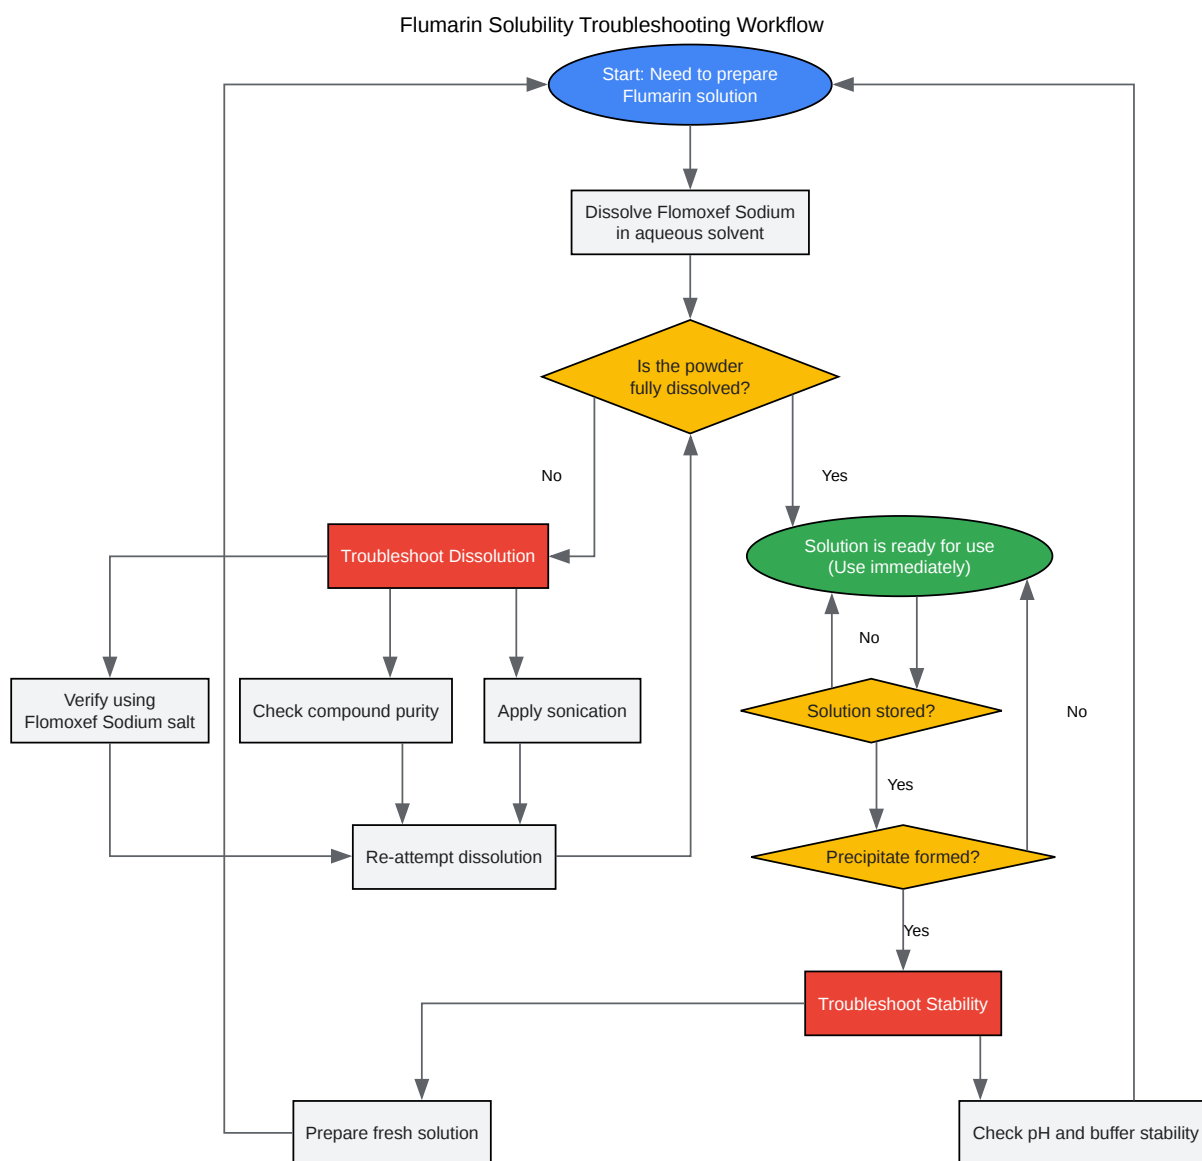 Flumarin Solubility Troubleshooting Workflow
Start: Need to prepare
Flumarin solution
Dissolve Flomoxef Sodium
in aqueous solvent
Is the powder
fully dissolved?
No
Yes
Troubleshoot Dissolution
Solution is ready for use
(Use immediately)
No
Verify using
Flomoxef Sodium salt
Check compound purity
Apply sonication
Solution stored?
No
Yes
Re-attempt dissolution
Precipitate formed?
Yes
Troubleshoot Stability
Prepare fresh solution
Check pH and buffer stability